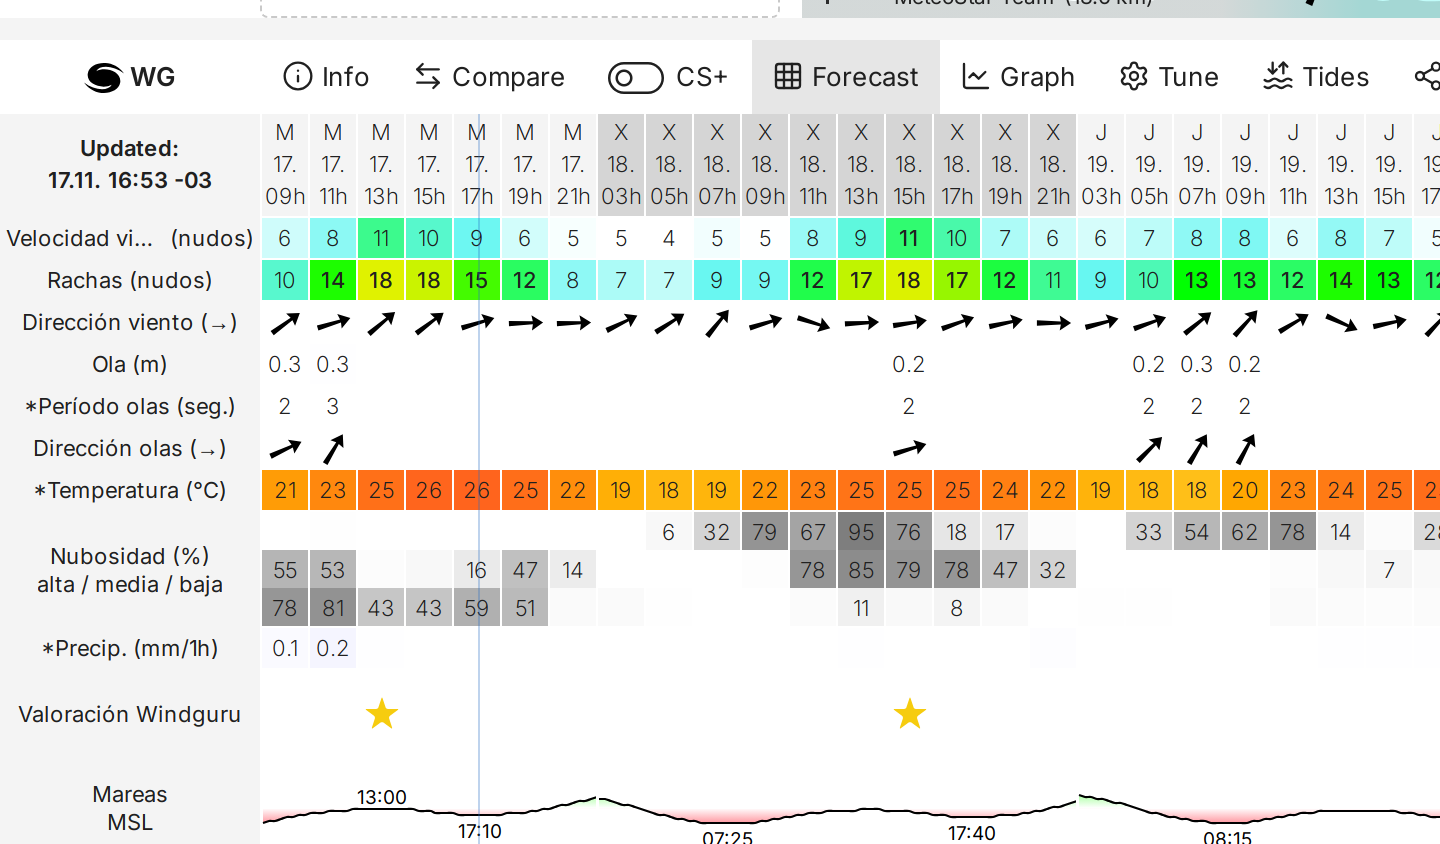 WG Info Compare CS+ Forecast Graph Tune Tides
Updated:
17.11. 16:53 -03
M M M M M M M X X X X X X X X X X J J J J J J J
17. 17. 17. 17. 17. 17. 17. 18. 18. 18. 18. 18. 18. 18. 18. 18. 18. 19. 19. 19. 19. 19. 19. 19.
09h 11h 13h 15h 17h 19h 21h 03h 05h 07h 09h 11h 13h 15h 17h 19h 21h 03h 05h 07h 09h 11h 13h 15h
Velocidad vi... (nudos) 6 8 11 10 9 6 5 5 4 5 5 8 9 11 10 7 6 6 7 8 8 6 8 7 5
Rachas (nudos) 10 14 18 18 15 12 8 7 7 9 9 12 17 18 17 12 11 9 10 13 13 12 14 13
Dirección viento (→)
Ola (m) 0.3 0.3 0.2 0.2 0.3 0.2
*Período olas (seg.) 2 3 2 2 2 2
Dirección olas (→)
*Temperatura (°C) 21 23 25 26 26 25 22 19 18 19 22 23 25 25 25 24 22 19 18 18 20 23 24 25
6 32 79 67 95 76 18 17 33 54 62 78 14
Nubosidad (%)
alta / media / baja
55 53 16 47 14 78 85 79 78 47 32 7
78 81 43 43 59 51 11 8
*Precip. (mm/1h) 0.1 0.2
Valoración Windguru
Mareas
MSL
13:00
17:10 07:25 17:40 08:15